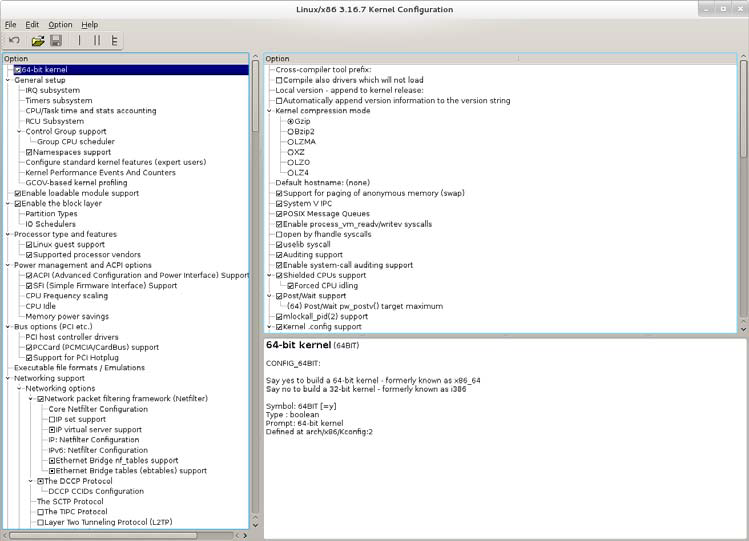 Linux/x86 3.16.7 Kernel Configuration
File Edit Option Help
Option
64-bit kernel
General setup
IRQ subsystem
Timers subsystem
CPU/Task time and stats accounting
RCU Subsystem
Control Group support
Group CPU scheduler
Namespaces support
Configure standard kernel features (expert users)
Kernel Performance Events And Counters
GCOV-based kernel profiling
Enable loadable module support
Enable the block layer
Partition Types
IO Schedulers
Processor type and features
Linux guest support
Supported processor vendors
Power management and ACPI options
ACPI (Advanced Configuration and Power Interface) Support
SFI (Simple Firmware Interface) Support
CPU Frequency scaling
CPU Idle
Memory power savings
Bus options (PCI etc.)
PCI host controller drivers
PCCard (PCMCIA/CardBus) support
Support for PCI Hotplug
Executable file formats / Emulations
Networking support
Networking options
Network packet filtering framework (Netfilter)
Core Netfilter Configuration
IP set support
IP virtual server support
IP: Netfilter Configuration
IPv6: Netfilter Configuration
Ethernet Bridge nf_tables support
Ethernet Bridge tables (ebtables) support
The DCCP Protocol
DCCP CCIDs Configuration
The SCTP Protocol
The TIPC Protocol
Layer Two Tunneling Protocol (L2TP)
Option
Cross-compiler tool prefix:
Compile also drivers which will not load
Local version - append to kernel release:
Automatically append version information to the version string
Kernel compression mode
Gzip
Bzip2
LZMA
XZ
LZO
LZ4
Default hostname: (none)
Support for paging of anonymous memory (swap)
System V IPC
POSIX Message Queues
Enable process_vm_readv/writev syscalls
open by fhandle syscalls
uselib syscall
Auditing support
Enable system-call auditing support
Shielded CPUs support
Forced CPU idling
Post/Wait support
(64) Post/Wait pw_postv() target maximum
mlockall_pid(2) support
Kernel .config support
64-bit kernel (64BIT)
CONFIG_64BIT:
Say yes to build a 64-bit kernel - formerly known as x86_64
Say no to build a 32-bit kernel - formerly known as i386
Symbol: 64BIT [=y]
Type : boolean
Prompt: 64-bit kernel
Defined at arch/x86/Kconfig:2